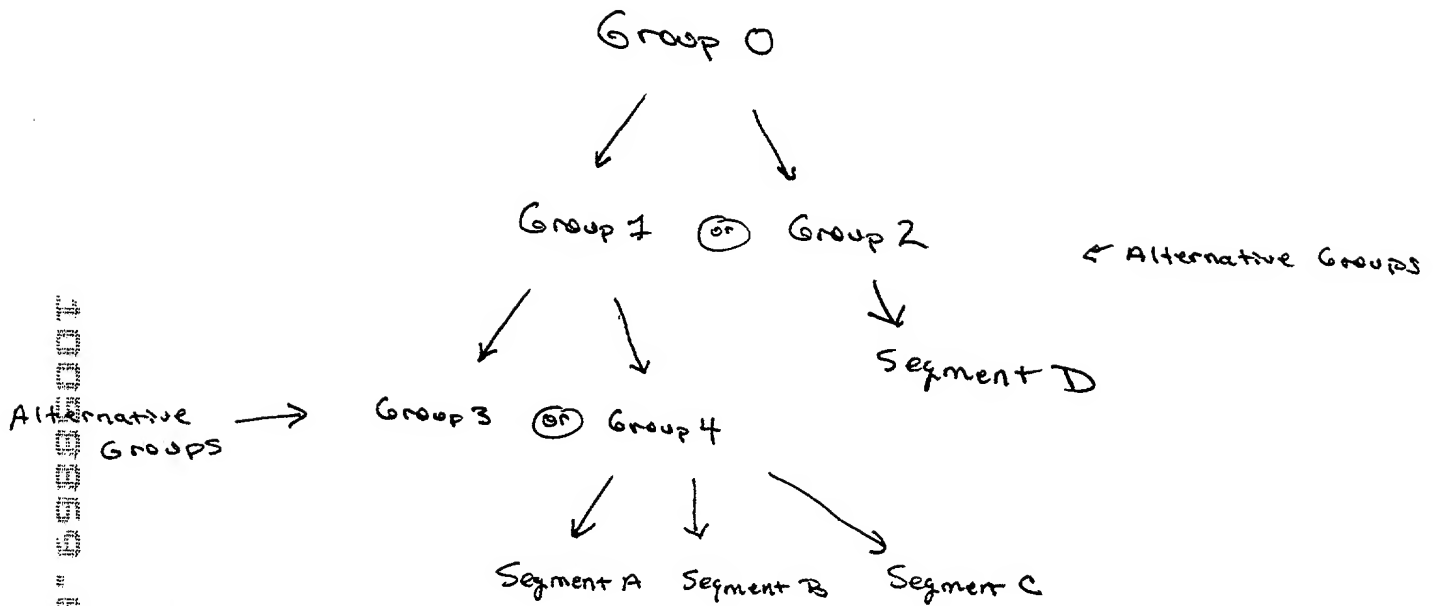 Group 0
Group 1 or Group 2
← Alternative Groups
Segment D
Alternative Groups → Group 3 or Group 4
Segment A Segment B Segment C